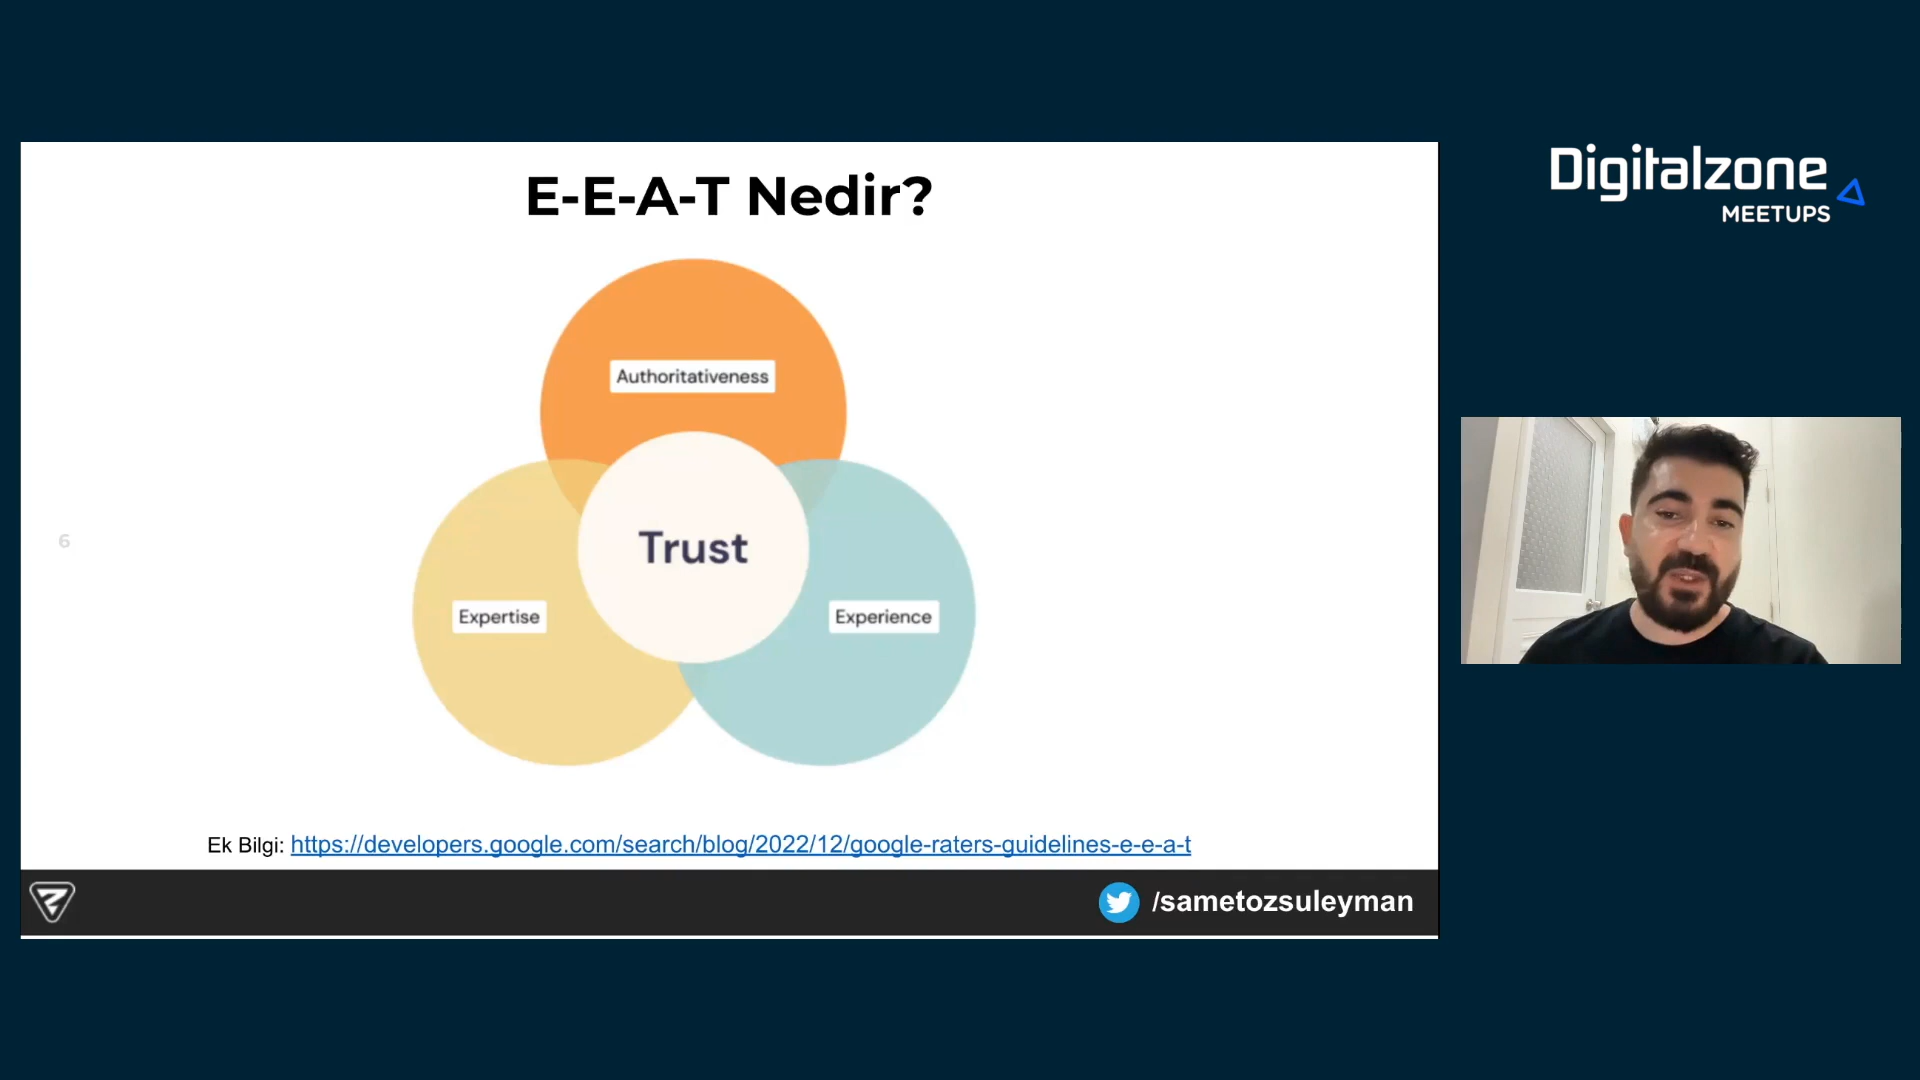 E-E-A-T Nedir?
Authoritativeness
Trust
Expertise
Experience
6
Ek Bilgi: https://developers.google.com/search/blog/2022/12/google-raters-guidelines-e-e-a-t
/sametozsuleyman
Digitalzone
MEETUPS